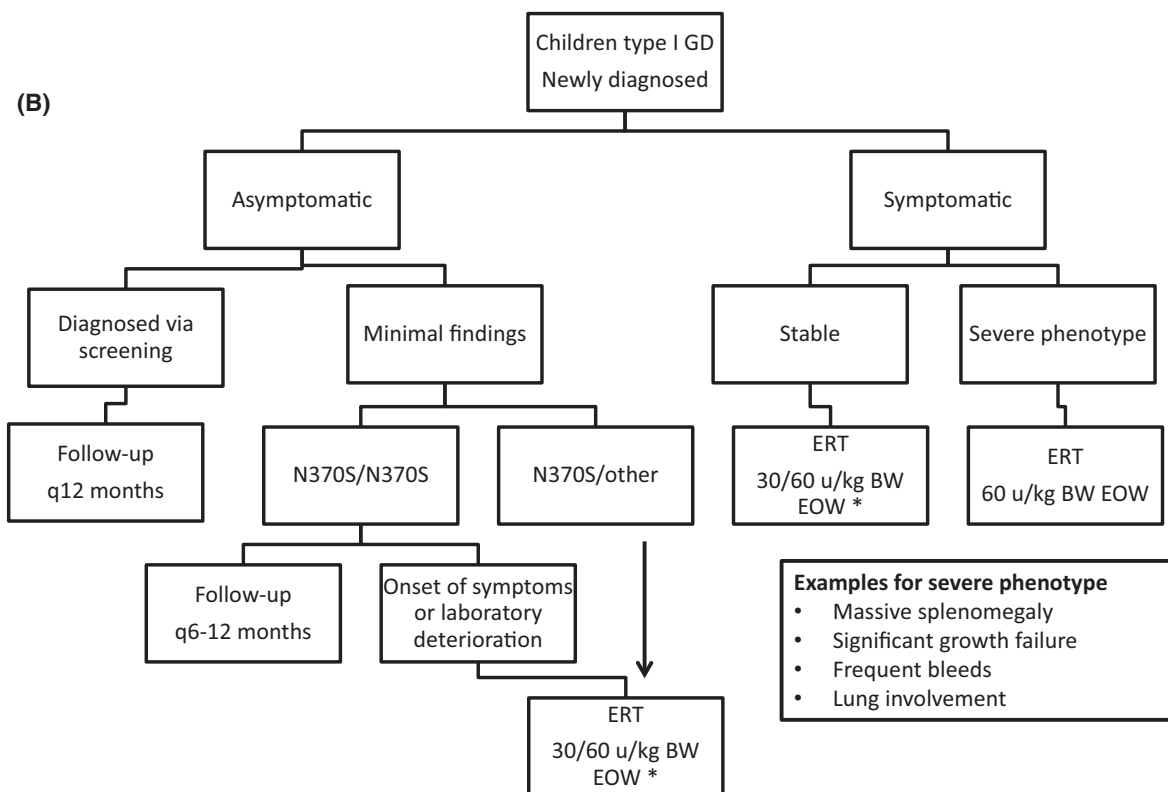 (B)
Children type I GD
Newly diagnosed
Asymptomatic
Symptomatic
Diagnosed via
screening
Minimal findings
Stable
Severe phenotype
Follow-up
q12 months
N370S/N370S
N370S/other
ERT
30/60 u/kg BW
EOW *
ERT
60 u/kg BW EOW
Follow-up
q6-12 months
Onset of symptoms
or laboratory
deterioration
ERT
30/60 u/kg BW
EOW *
Examples for severe phenotype
• Massive splenomegaly
• Significant growth failure
• Frequent bleeds
• Lung involvement